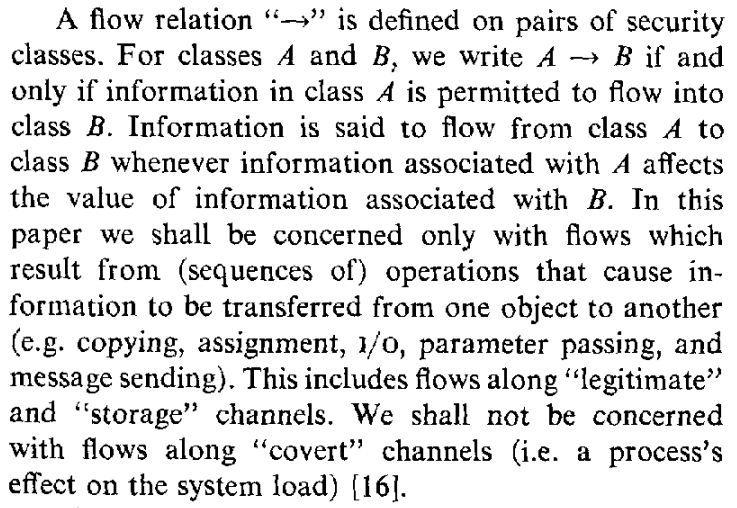 A flow relation “→” is defined on pairs of security
classes. For classes A and B, we write A → B if and
only if information in class A is permitted to flow into
class B. Information is said to flow from class A to
class B whenever information associated with A affects
the value of information associated with B. In this
paper we shall be concerned only with flows which
result from (sequences of) operations that cause in-
formation to be transferred from one object to another
(e.g. copying, assignment, I/O, parameter passing, and
message sending). This includes flows along “legitimate”
and “storage” channels. We shall not be concerned
with flows along “covert” channels (i.e. a process’s
effect on the system load) [16].